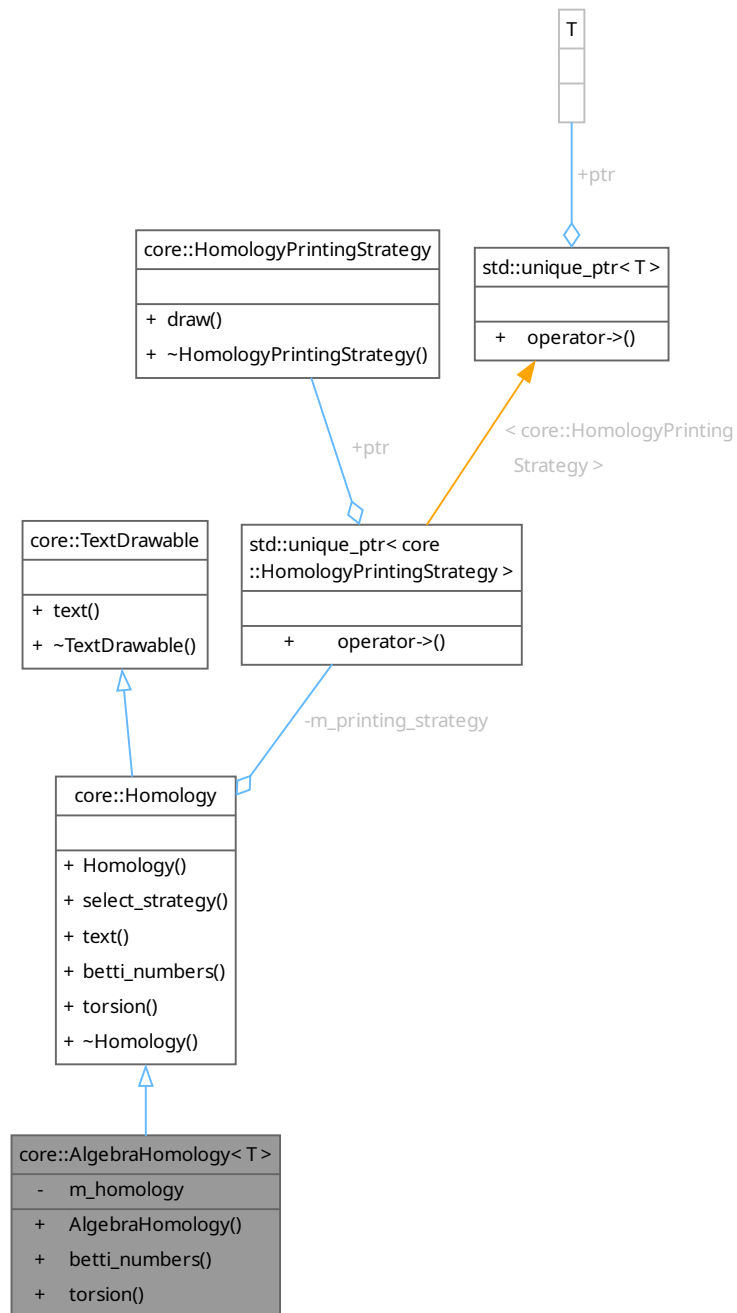 T
+ptr
core::HomologyPrintingStrategy
+ draw()
+ ~HomologyPrintingStrategy()
std::unique_ptr< T >
+ operator->()
+ptr
< core::HomologyPrinting
Strategy >
core::TextDrawable
+ text()
+ ~TextDrawable()
std::unique_ptr< core
::HomologyPrintingStrategy >
+ operator->()
-m_printing_strategy
core::Homology
+ Homology()
+ select_strategy()
+ text()
+ betti_numbers()
+ torsion()
+ ~Homology()
core::AlgebraHomology< T >
- m_homology
+ AlgebraHomology()
+ betti_numbers()
+ torsion()